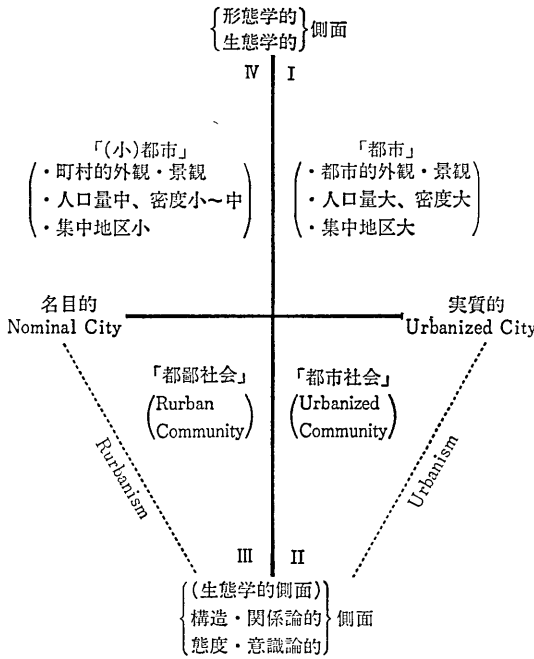 形態学的
生態学的
側面
Ⅳ Ⅰ
「(小)都市」
・町村的外観・景観
・人口量中、密度小~中
・集中地区小
「都市」
・都市的外観・景観
・人口量大、密度大
・集中地区大
名目的
Nominal City
実質的
Urbanized City
「都鄙社会」
(Rurban
Community)
「都市社会」
(Urbanized
Community)
Rurbanism
Urbanism
Ⅲ Ⅱ
(生態学的側面)
構造・関係論的
態度・意識論的
側面